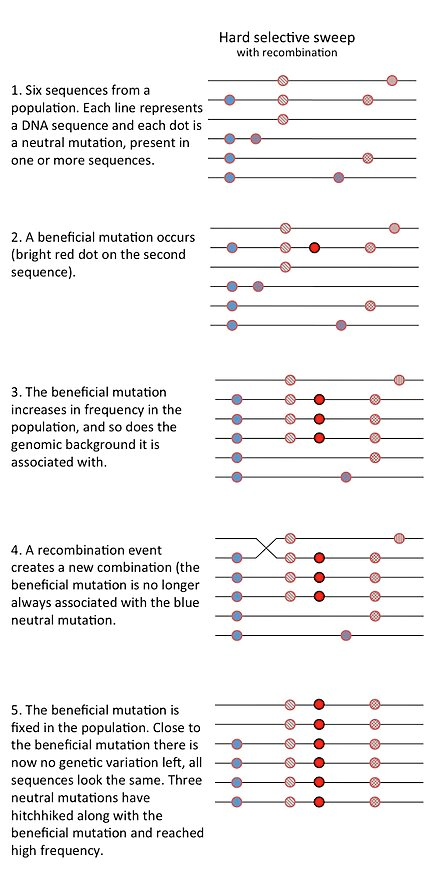 Hard selective sweep
with recombination
1. Six sequences from a
population. Each line represents
a DNA sequence and each dot is
a neutral mutation, present in
one or more sequences.
2. A beneficial mutation occurs
(bright red dot on the second
sequence).
3. The beneficial mutation
increases in frequency in the
population, and so does the
genomic background it is
associated with.
4. A recombination event
creates a new combination (the
beneficial mutation is no longer
always associated with the blue
neutral mutation.
5. The beneficial mutation is
fixed in the population. Close to
the beneficial mutation there is
now no genetic variation left, all
sequences look the same. Three
neutral mutations have
hitchhiked along with the
beneficial mutation and reached
high frequency.